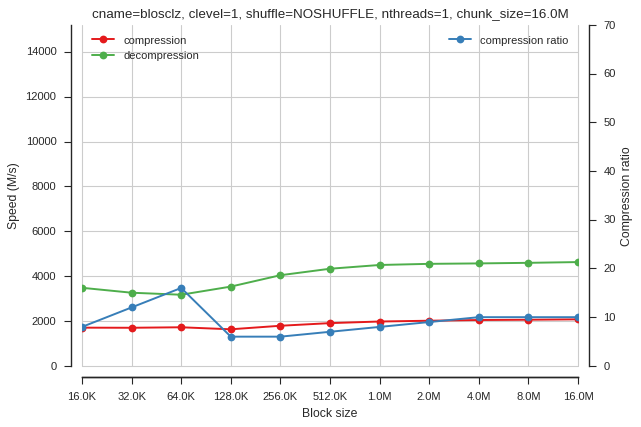 cname=blosclz, clevel=1, shuffle=NOSHUFFLE, nthreads=1, chunk_size=16.0M
compression
decompression
compression ratio
14000
12000
10000
8000
6000
4000
2000
0
Speed (M/s)
70
60
50
40
30
20
10
0
Compression ratio
16.0K 32.0K 64.0K 128.0K 256.0K 512.0K 1.0M 2.0M 4.0M 8.0M 16.0M
Block size